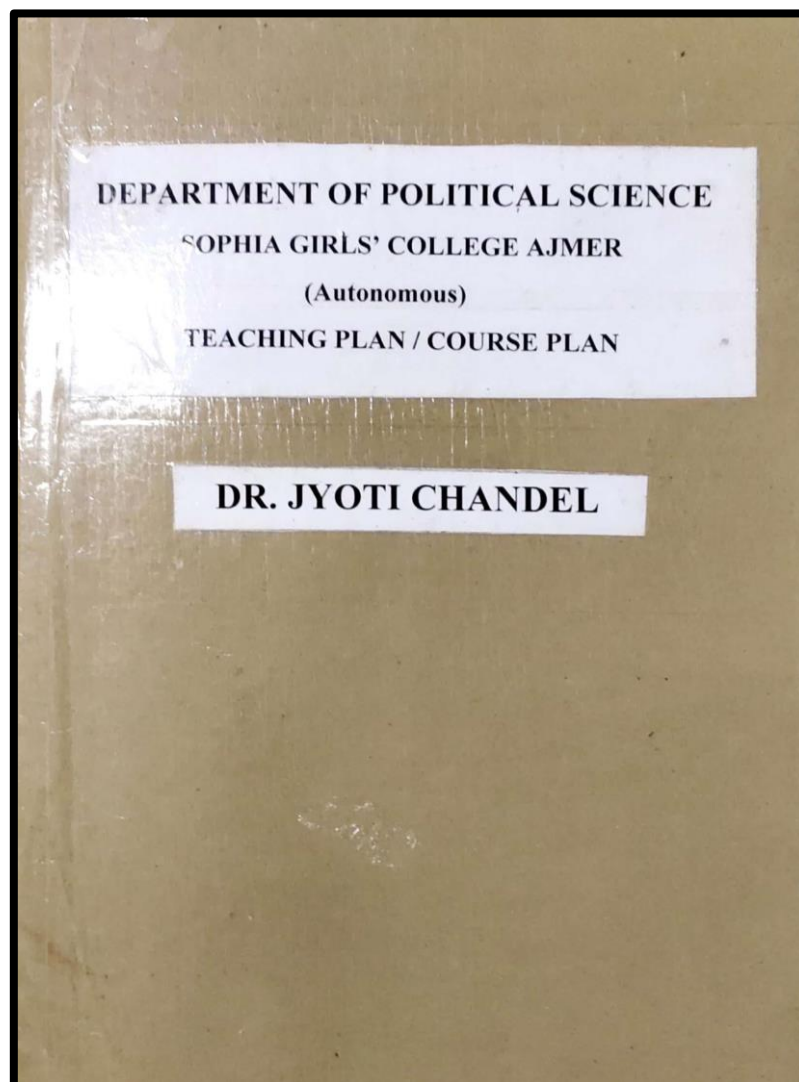 DEPARTMENT OF POLITICAL SCIENCE
SOPHIA GIRLS' COLLEGE AJMER
(Autonomous)
TEACHING PLAN / COURSE PLAN
DR. JYOTI CHANDEL